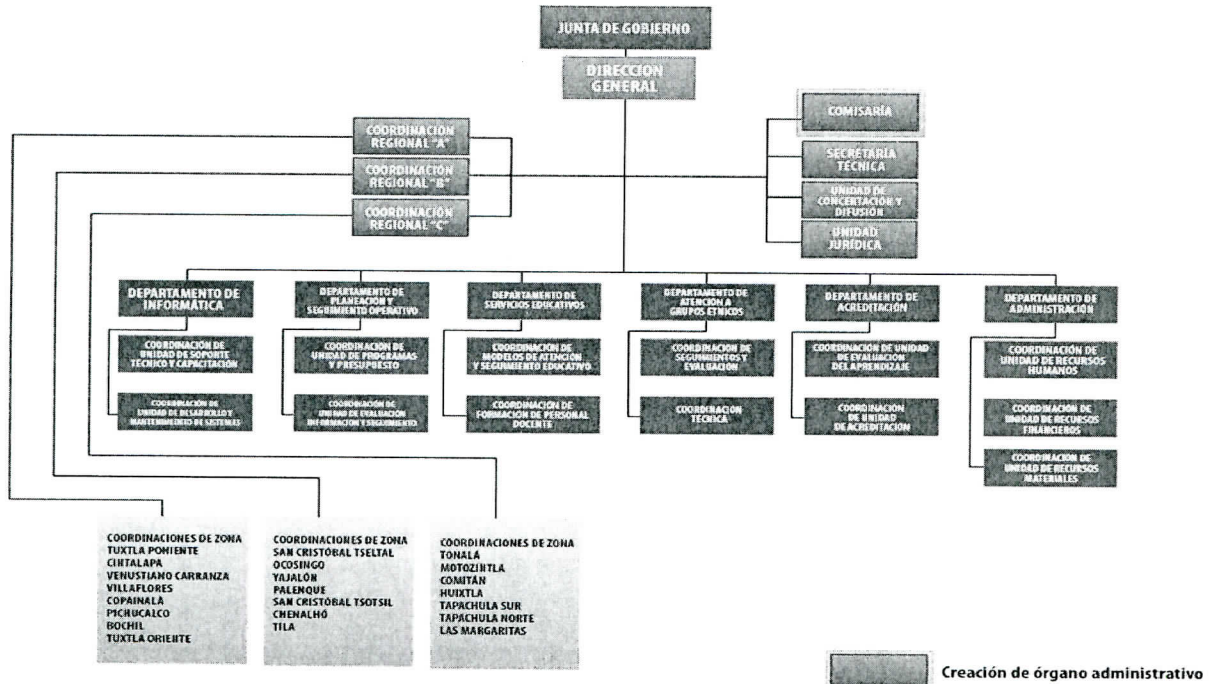 JUNTA DE GOBIERNO
DIRECCIÓN
GENERAL
COMISARÍA
SECRETARÍA
TÉCNICA
UNIDAD DE
CONCERTACIÓN Y
DIFUSIÓN
UNIDAD
JURÍDICA
COORDINACIÓN
REGIONAL "A"
COORDINACIÓN
REGIONAL "B"
COORDINACIÓN
REGIONAL "C"
DEPARTAMENTO DE
INFORMÁTICA
COORDINACIÓN DE
UNIDAD DE SOPORTE
TÉCNICO Y CAPACITACIÓN
COORDINACIÓN DE
UNIDAD DE DESARROLLO Y
MANTENIMIENTO DE SISTEMAS
DEPARTAMENTO DE
PLANEACIÓN Y
SEGUIMIENTO OPERATIVO
COORDINACIÓN DE
UNIDAD DE PROGRAMAS
Y PRESUPUESTO
COORDINACIÓN DE
UNIDAD DE EVALUACIÓN
INFORMACIÓN Y SEGUIMIENTO
DEPARTAMENTO DE
SERVICIOS EDUCATIVOS
COORDINACIÓN DE
MODELOS DE ATENCIÓN
Y SEGUIMIENTO EDUCATIVO
COORDINACIÓN DE
FORMACIÓN DE PERSONAL
DOCENTE
DEPARTAMENTO DE
ATENCIÓN A
GRUPOS ÉTNICOS
COORDINACIÓN DE
SEGUIMIENTOS Y
EVALUACIÓN
COORDINACIÓN
TÉCNICA
DEPARTAMENTO DE
ACREDITACIÓN
COORDINACIÓN DE UNIDAD
DE EVALUACIÓN
DEL APRENDIZAJE
COORDINACIÓN
DE UNIDAD
DE ACREDITACIÓN
DEPARTAMENTO DE
ADMINISTRACIÓN
COORDINACIÓN DE
UNIDAD DE RECURSOS
HUMANOS
COORDINACIÓN DE
UNIDAD DE RECURSOS
FINANCIEROS
COORDINACIÓN DE
UNIDAD DE RECURSOS
MATERIALES
COORDINACIONES DE ZONA
TUXTLA PONIENTE
CINTALAPA
VENUSTIANO CARRANZA
VILLAFLORES
COPAINALÁ
PICHUCALCO
BOCHIL
TUXTLA ORIENTE
COORDINACIONES DE ZONA
SAN CRISTÓBAL TSELTAL
OCOSINGO
YAJALÓN
PALENQUE
SAN CRISTÓBAL TSOTSIL
CHENALHÓ
TILA
COORDINACIONES DE ZONA
TONALÁ
MOTOZINTLA
COMITÁN
HUIXTLA
TAPACHULA SUR
TAPACHULA NORTE
LAS MARGARITAS
Creación de órgano administrativo